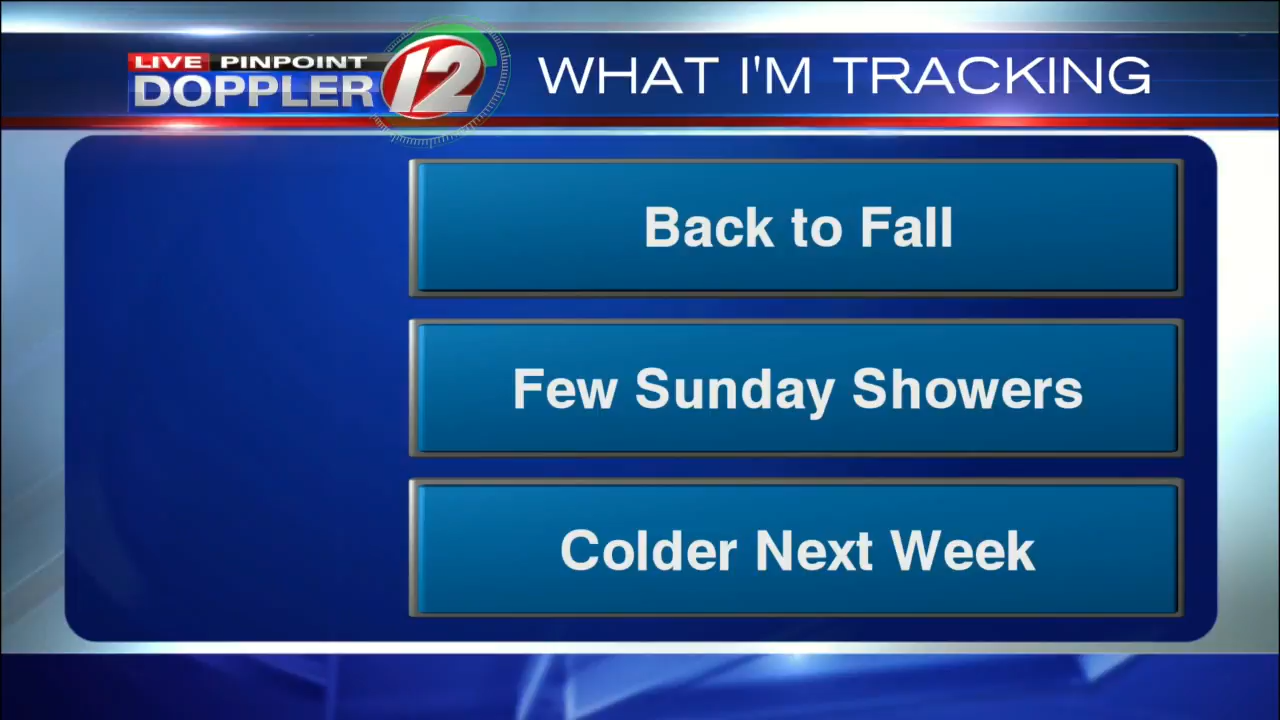 LIVE PINPOINT
DOPPLER 12
WHAT I'M TRACKING
Back to Fall
Few Sunday Showers
Colder Next Week